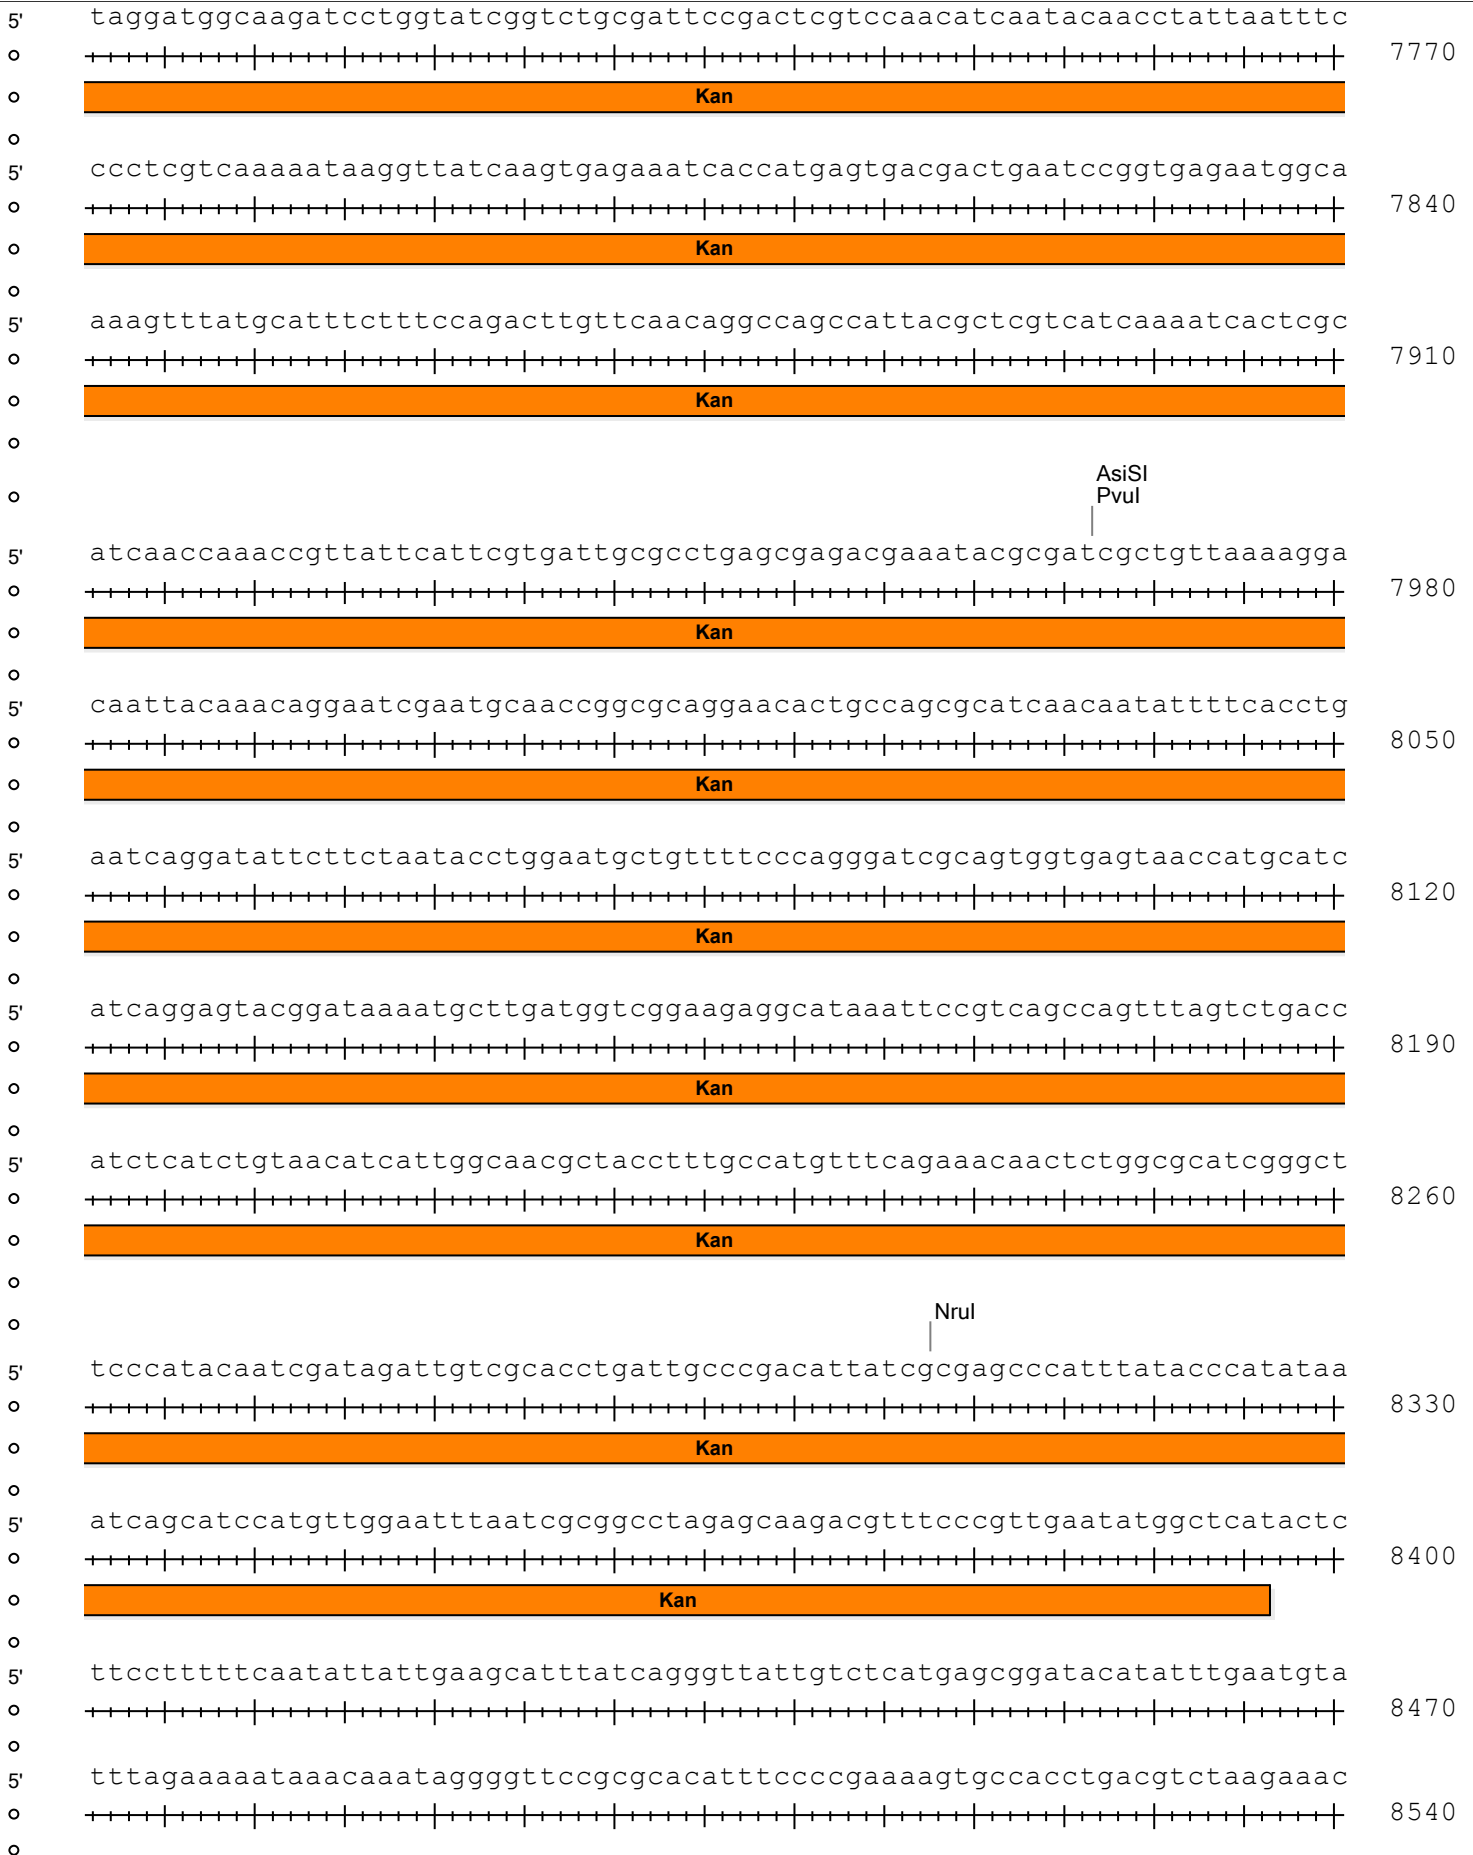 5' taggatggcaagatcctggtatcggtctgcgattccgactcgtccaacatcaatacaacctattaatttc
7770
Kan
5' ccctcgtcaaaaataaggttatcaagtgagaaatcaccatgagtgacgactgaatccggtgagaatggca
7840
Kan
5' aaagtttatgcatttctttccagacttgttcaacaggccagccattacgctcgtcatcaaaatcactcgc
7910
Kan
AsiSI
PvuI
5' atcaaccaaaccgttattcattcgtgattgcgcctgagcgagacgaaatacgcgatcgctgttaaaagga
7980
Kan
5' caattacaaacaggaatcgaatgcaaccggcgcaggaacactgccagcgcatcaacaatattttcacctg
8050
Kan
5' aatcaggatattcttctaatacctggaatgctgttttcccagggatcgcagtggtgagtaaccatgcatc
8120
Kan
5' atcaggagtacggataaaatgcttgatggtcggaagaggcataaattccgtcagccagtttagtctgacc
8190
Kan
5' atctcatctgtaacatcattggcaacgctacctttgccatgtttcagaaacaactctggcgcatcgggct
8260
Kan
NruI
5' tcccatacaatcgatagattgtcgcacctgattgcccgacattatcgcgagcccatttatacccatataa
8330
Kan
5' atcagcatccatgttggaatttaatcgcggcctagagcaagacgtttcccgttgaatatggctcatactc
8400
Kan
5' ttcctttttcaatattattgaagcatttatcagggttattgtctcatgagcggatacatatttgaatgta
8470
5' tttagaaaaataaacaaataggggttccgcgcacatttccccgaaaagtgccacctgacgtctaagaaac
8540